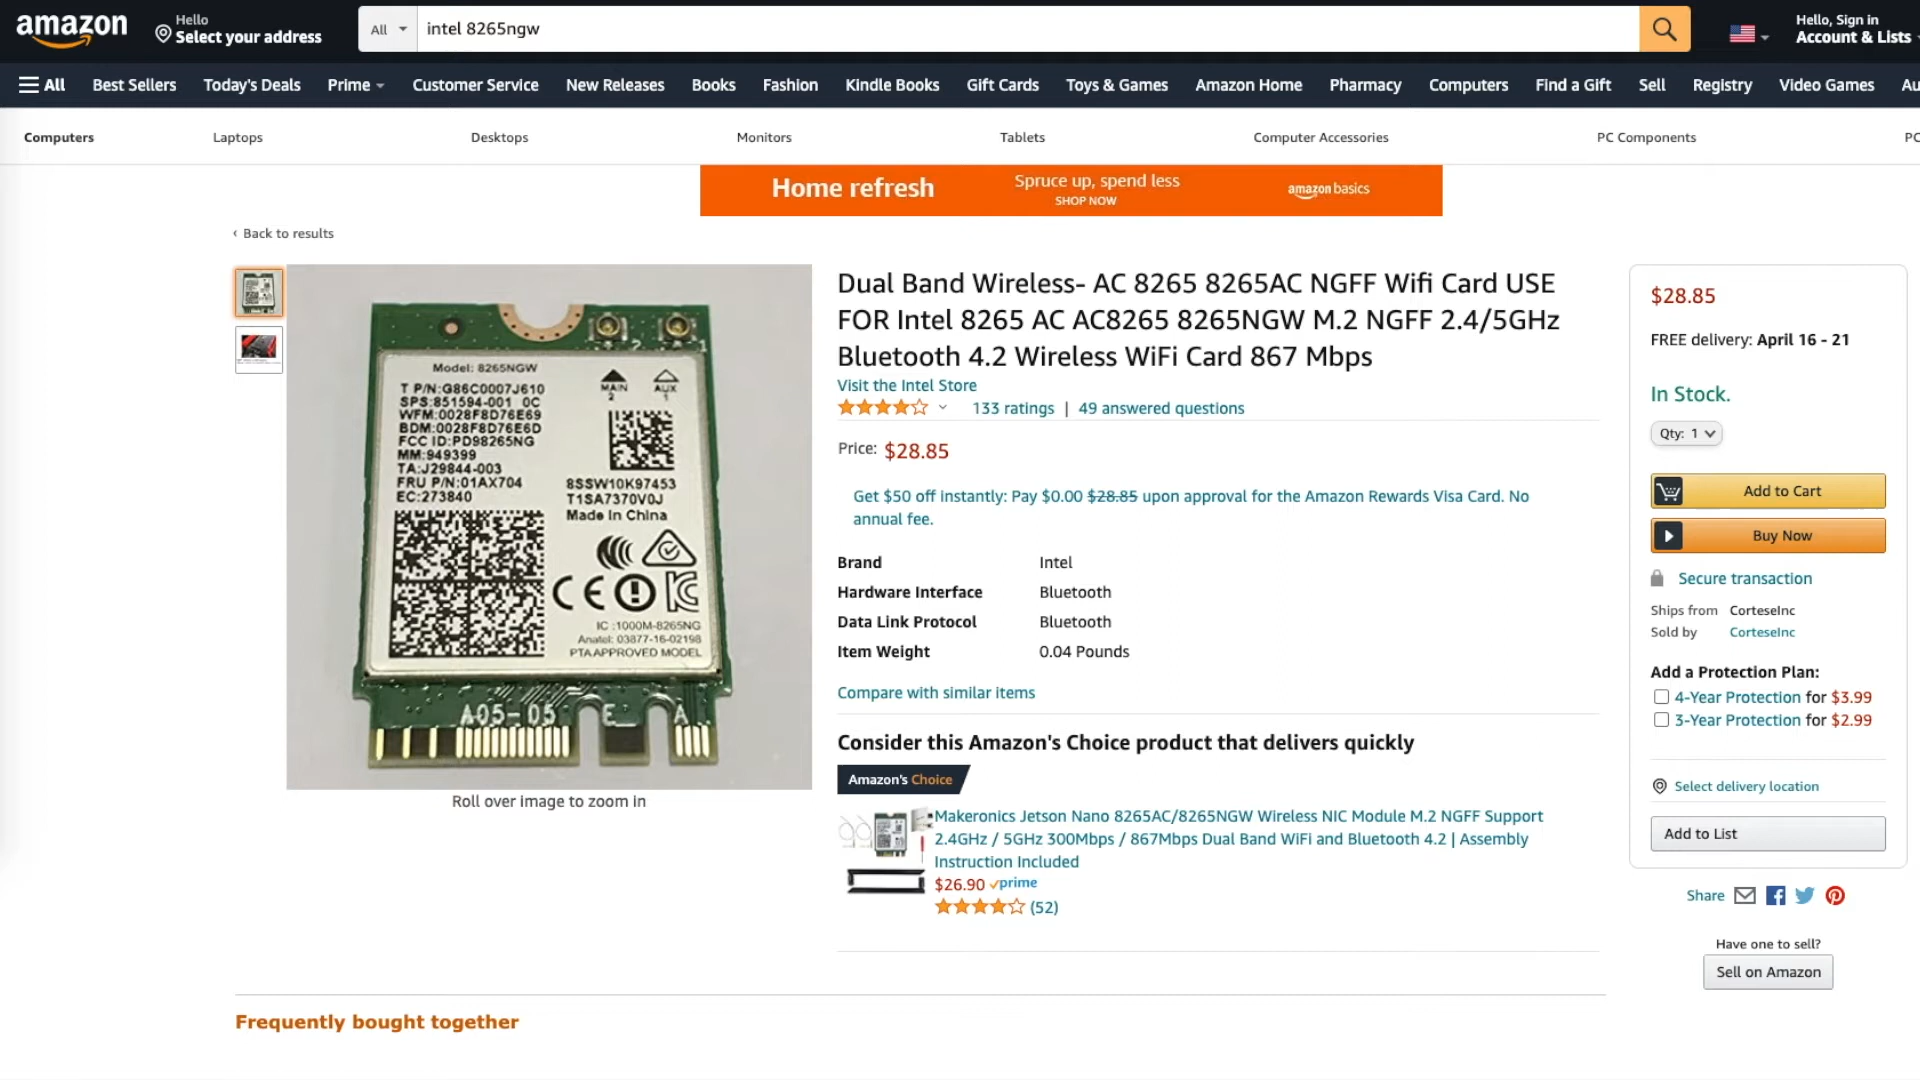 amazon
Hello
Select your address
All
intel 8265ngw
Hello, Sign in
Account & Lists
All
Best Sellers
Today's Deals
Prime
Customer Service
New Releases
Books
Fashion
Kindle Books
Gift Cards
Toys & Games
Amazon Home
Pharmacy
Computers
Find a Gift
Sell
Registry
Video Games
Au
Computers
Laptops
Desktops
Monitors
Tablets
Computer Accessories
PC Components
PC
Home refresh
Spruce up, spend less
SHOP NOW
amazon basics
‹ Back to results
Model: 8265NGW
T P/N:G86C0007J610
SPS:851594-001 0C
WFM:0028F8D76E69
BDM:0028F8D76E6D
FCC ID:PD98265NG
MM:949399
TA:J29844-003
FRU P/N:01AX704
EC:273840
MAIN
2
AUX
1
8SSW10K97453
T1SA7370V0J
Made In China
CE
IC :1000M-8265NG
Anatel: 03877-16-02198
PTA APPROVED MODEL
A05-05
E
A
Roll over image to zoom in
Dual Band Wireless- AC 8265 8265AC NGFF Wifi Card USE
FOR Intel 8265 AC AC8265 8265NGW M.2 NGFF 2.4/5GHz
Bluetooth 4.2 Wireless WiFi Card 867 Mbps
Visit the Intel Store
133 ratings | 49 answered questions
Price: $28.85
Get $50 off instantly: Pay $0.00 $28.85 upon approval for the Amazon Rewards Visa Card. No
annual fee.
Brand Intel
Hardware Interface Bluetooth
Data Link Protocol Bluetooth
Item Weight 0.04 Pounds
Compare with similar items
Consider this Amazon's Choice product that delivers quickly
Amazon's Choice
Makeronics Jetson Nano 8265AC/8265NGW Wireless NIC Module M.2 NGFF Support
2.4GHz / 5GHz 300Mbps / 867Mbps Dual Band WiFi and Bluetooth 4.2 | Assembly
Instruction Included
$26.90 prime
(52)
$28.85
FREE delivery: April 16 - 21
In Stock.
Qty: 1
Add to Cart
Buy Now
Secure transaction
Ships from CorteseInc
Sold by CorteseInc
Add a Protection Plan:
4-Year Protection for $3.99
3-Year Protection for $2.99
Select delivery location
Add to List
Share
Have one to sell?
Sell on Amazon
Frequently bought together